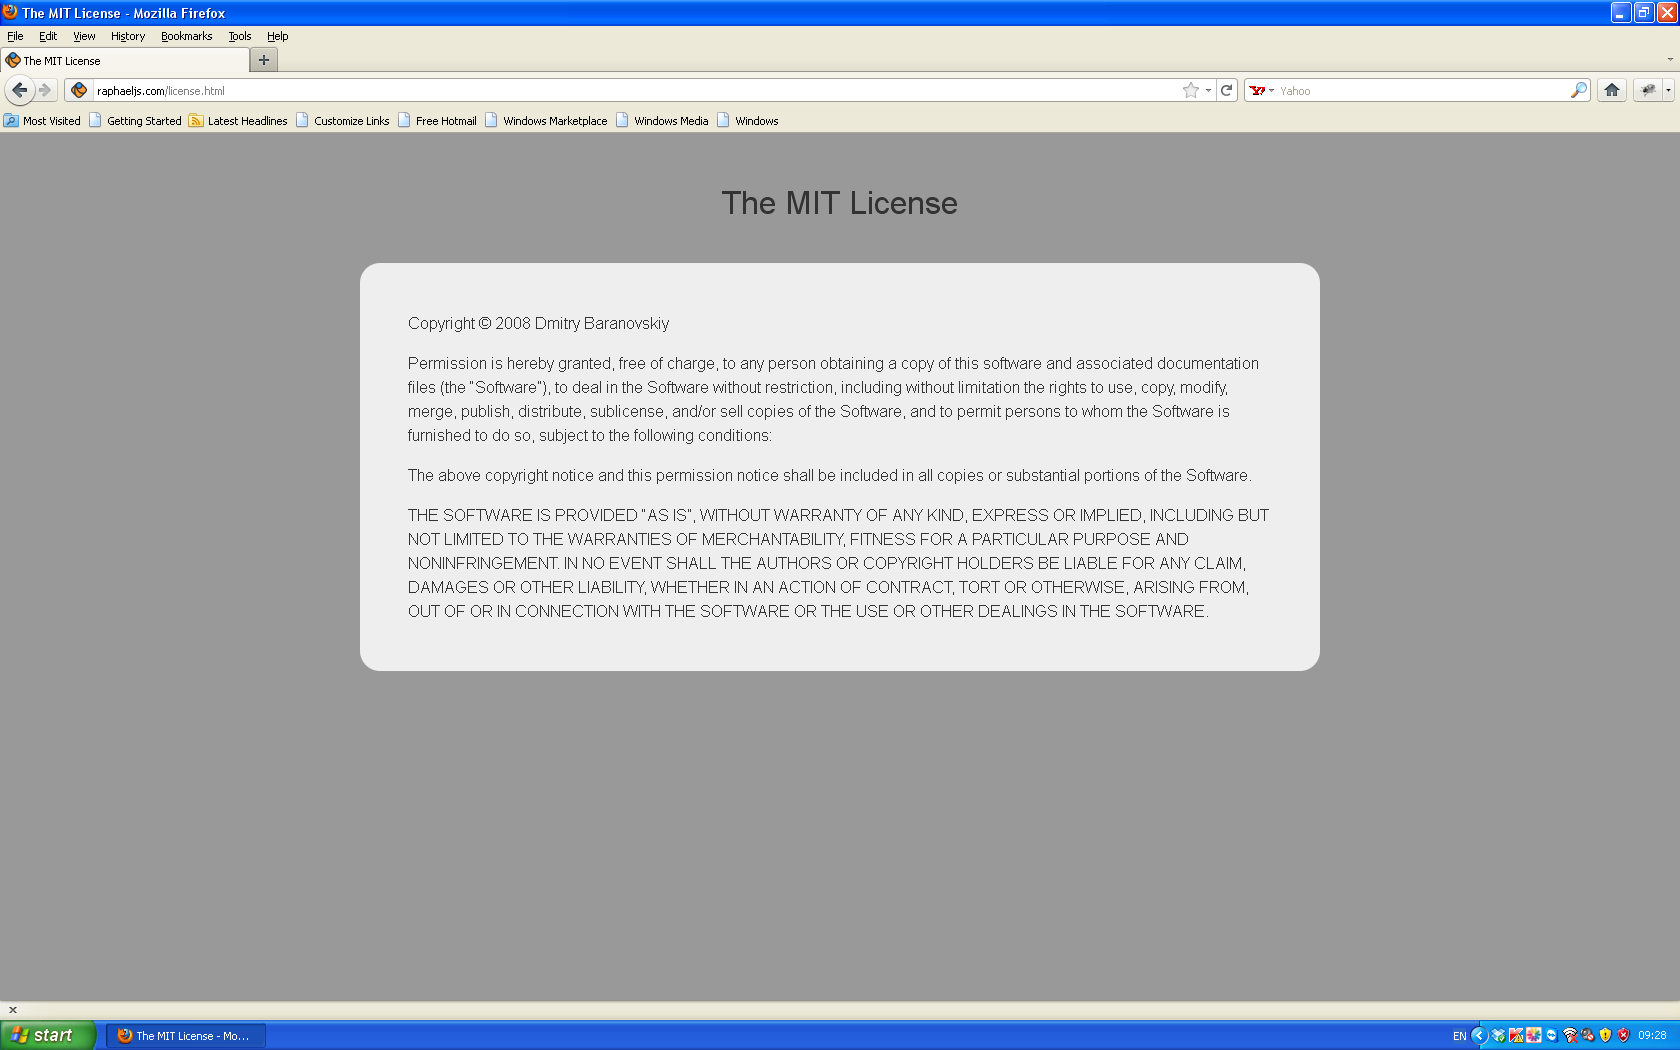 The MIT License - Mozilla Firefox
File Edit View History Bookmarks Tools Help
The MIT License
raphaeljs.com/license.html
Yahoo
Most Visited Getting Started Latest Headlines Customize Links Free Hotmail Windows Marketplace Windows Media Windows
The MIT License
Copyright © 2008 Dmitry Baranovskiy
Permission is hereby granted, free of charge, to any person obtaining a copy of this software and associated documentation
files (the “Software”), to deal in the Software without restriction, including without limitation the rights to use, copy, modify,
merge, publish, distribute, sublicense, and/or sell copies of the Software, and to permit persons to whom the Software is
furnished to do so, subject to the following conditions:
The above copyright notice and this permission notice shall be included in all copies or substantial portions of the Software.
THE SOFTWARE IS PROVIDED “AS IS”, WITHOUT WARRANTY OF ANY KIND, EXPRESS OR IMPLIED, INCLUDING BUT
NOT LIMITED TO THE WARRANTIES OF MERCHANTABILITY, FITNESS FOR A PARTICULAR PURPOSE AND
NONINFRINGEMENT. IN NO EVENT SHALL THE AUTHORS OR COPYRIGHT HOLDERS BE LIABLE FOR ANY CLAIM,
DAMAGES OR OTHER LIABILITY, WHETHER IN AN ACTION OF CONTRACT, TORT OR OTHERWISE, ARISING FROM,
OUT OF OR IN CONNECTION WITH THE SOFTWARE OR THE USE OR OTHER DEALINGS IN THE SOFTWARE.
start The MIT License - Mo... EN 09:28